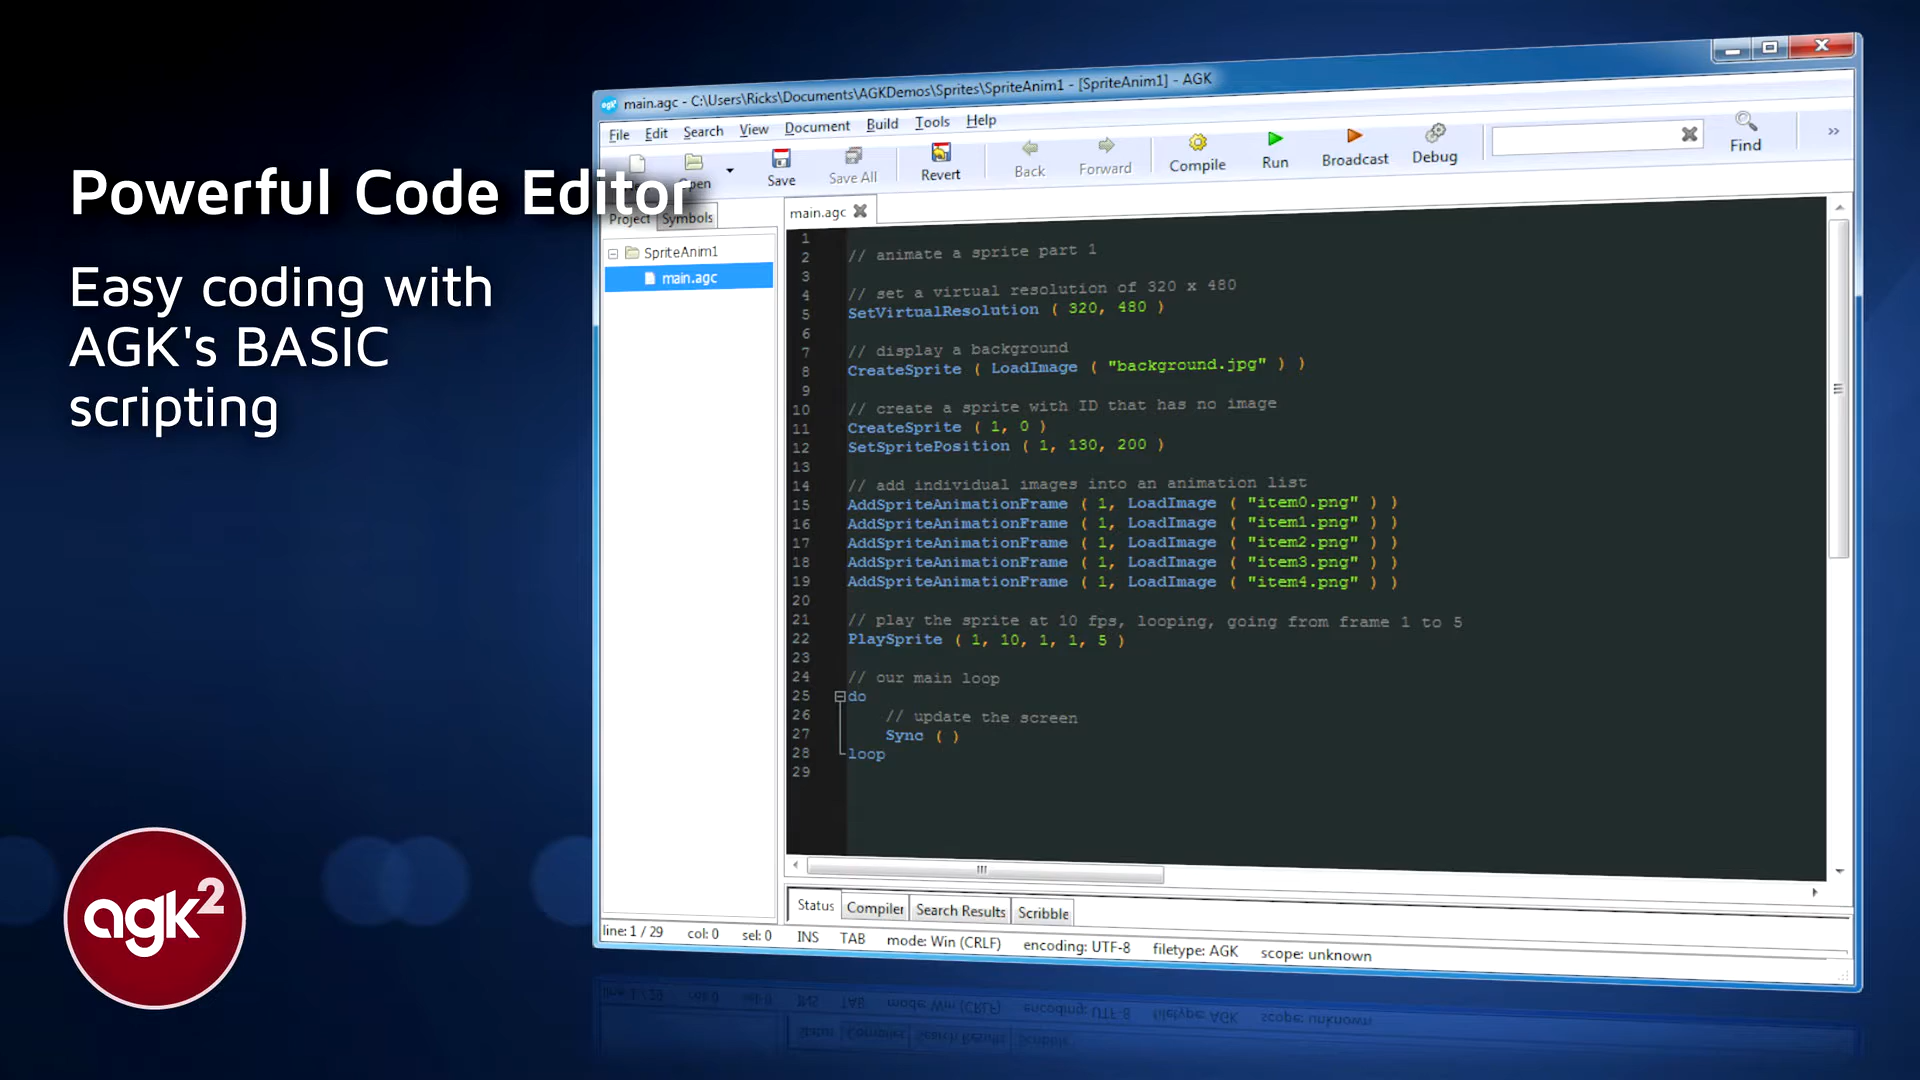 Powerful Code Editor
Easy coding with
AGK's BASIC
scripting
agk2
main.agc - C:\Users\Ricks\Documents\AGKDemos\Sprites\SpriteAnim1 - [SpriteAnim1] - AGK
File Edit Search View Document Build Tools Help
Open Save Save All Revert Back Forward Compile Run Broadcast Debug Find
Project Symbols
SpriteAnim1
main.agc
main.agc
1
2 // animate a sprite part 1
3
4 // set a virtual resolution of 320 x 480
5 SetVirtualResolution ( 320, 480 )
6
7 // display a background
8 CreateSprite ( LoadImage ( "background.jpg" ) )
9
10 // create a sprite with ID that has no image
11 CreateSprite ( 1, 0 )
12 SetSpritePosition ( 1, 130, 200 )
13
14 // add individual images into an animation list
15 AddSpriteAnimationFrame ( 1, LoadImage ( "item0.png" ) )
16 AddSpriteAnimationFrame ( 1, LoadImage ( "item1.png" ) )
17 AddSpriteAnimationFrame ( 1, LoadImage ( "item2.png" ) )
18 AddSpriteAnimationFrame ( 1, LoadImage ( "item3.png" ) )
19 AddSpriteAnimationFrame ( 1, LoadImage ( "item4.png" ) )
20
21 // play the sprite at 10 fps, looping, going from frame 1 to 5
22 PlaySprite ( 1, 10, 1, 1, 5 )
23
24 // our main loop
25 do
26 // update the screen
27 Sync ( )
28 loop
29
Status Compiler Search Results Scribble
line: 1 / 29 col: 0 sel: 0 INS TAB mode: Win (CRLF) encoding: UTF-8 filetype: AGK scope: unknown